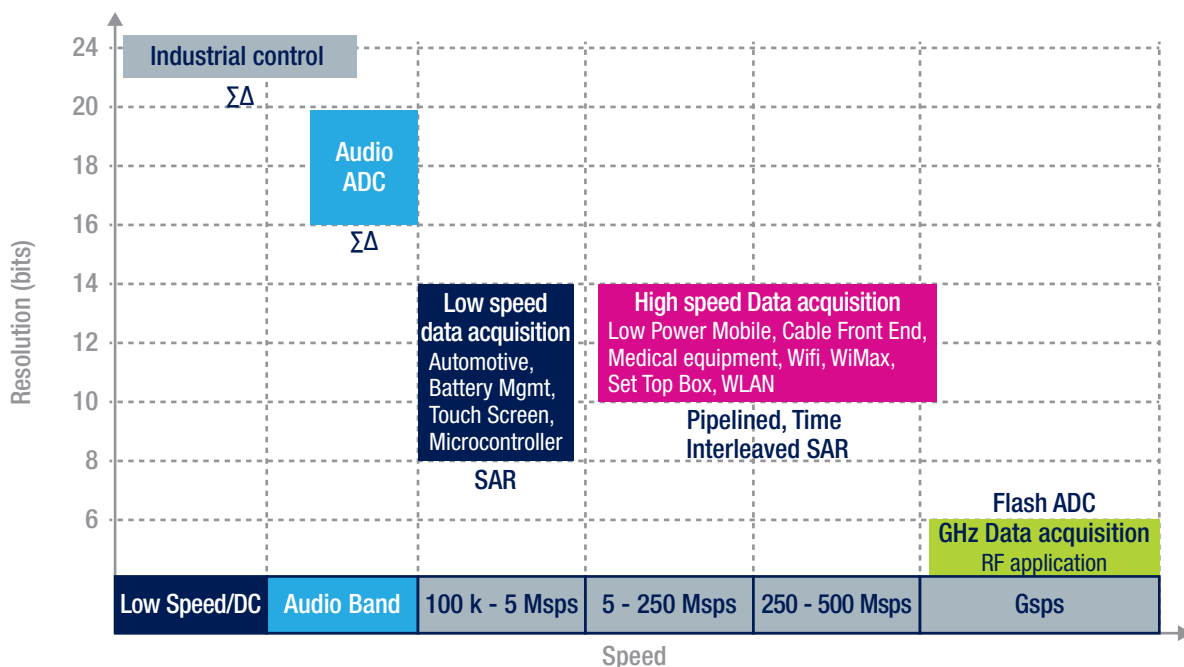 Resolution (bits)
24
20
18
16
14
12
10
8
6
Industrial control
ΣΔ
Audio
ADC
ΣΔ
Low speed
data acquisition
Automotive,
Battery Mgmt,
Touch Screen,
Microcontroller
SAR
High speed Data acquisition
Low Power Mobile, Cable Front End,
Medical equipment, Wifi, WiMax,
Set Top Box, WLAN
Pipelined, Time
Interleaved SAR
Flash ADC
GHz Data acquisition
RF application
Low Speed/DC
Audio Band
100 k - 5 Msps
5 - 250 Msps
250 - 500 Msps
Gsps
Speed